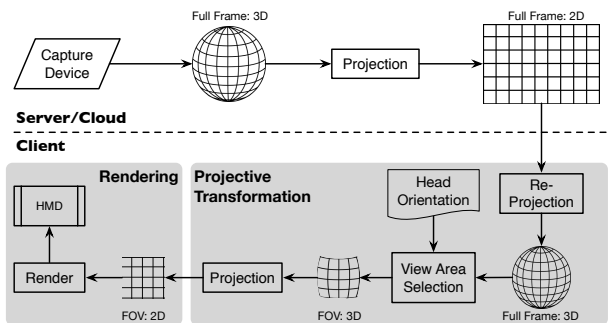 Full Frame: 3D
Full Frame: 2D
Capture
Device
Projection
Server/Cloud
Client
Rendering
Projective
Transformation
Head
Orientation
Re-
Projection
HMD
Render
Projection
View Area
Selection
FOV: 2D
FOV: 3D
Full Frame: 3D